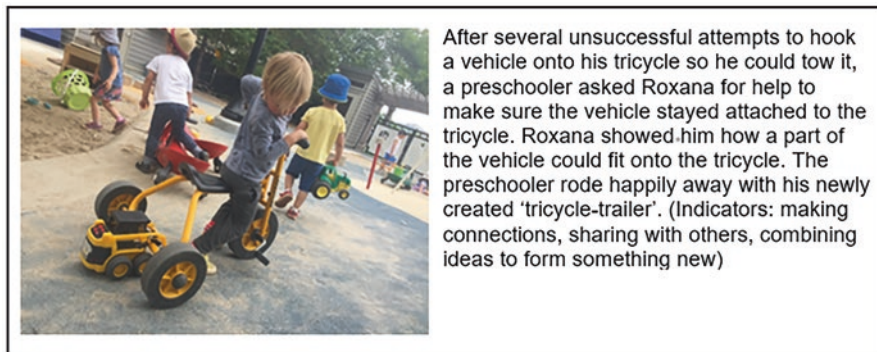 After several unsuccessful attempts to hook
a vehicle onto his tricycle so he could tow it,
a preschooler asked Roxana for help to
make sure the vehicle stayed attached to the
tricycle. Roxana showed him how a part of
the vehicle could fit onto the tricycle. The
preschooler rode happily away with his newly
created ‘tricycle-trailer’. (Indicators: making
connections, sharing with others, combining
ideas to form something new)